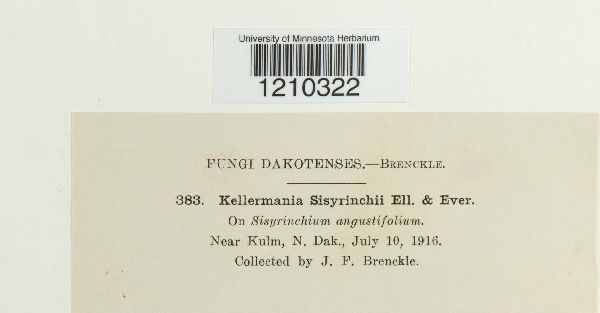 University of Minnesota Herbarium
1210322
FUNGI DAKOTENSES.—BRENCKLE.
383. Kellermania Sisyrinchii Ell. & Ever.
On Sisyrinchium angustifolium.
Near Kulm, N. Dak., July 10, 1916.
Collected by J. F. Brenckle.